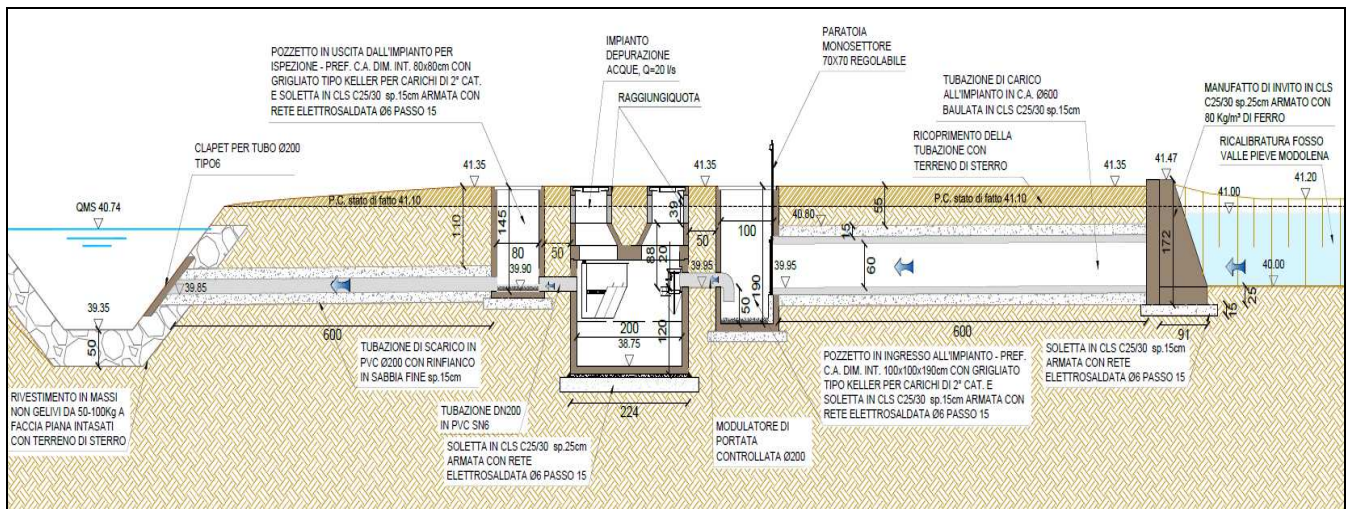 POZZETTO IN USCITA DALL'IMPIANTO PER
ISPEZIONE - PREF. C.A. DIM. INT. 80x80cm CON
GRIGLIATO TIPO KELLER PER CARICHI DI 2° CAT.
E SOLETTA IN CLS C25/30 sp.15cm ARMATA CON
RETE ELETTROSALDATA Ø6 PASSO 15
IMPIANTO
DEPURAZIONE
ACQUE, Q=20 l/s
RAGGIUNGIQUOTA
PARATOIA
MONOSETTORE
70X70 REGOLABILE
TUBAZIONE DI CARICO
ALL'IMPIANTO IN C.A. Ø600
BAULATA IN CLS C25/30 sp.15cm
RICOPRIMENTO DELLA
TUBAZIONE CON
TERRENO DI STERRO
MANUFATTO DI INVITO IN CLS
C25/30 sp.25cm ARMATO CON
80 Kg/m³ DI FERRO
RICALIBRATURA FOSSO
VALLE PIEVE MODOLENA
CLAPET PER TUBO Ø200
TIPO6
41.35
41.35
41.35
41.47
41.00
41.20
QMS 40.74
P.C. stato di fatto 41.10
P.C. stato di fatto 41.10
110
145
80
50
39
88
20
50
100
40.80
55
15
60
172
39.90
39.95
39.95
40.00
39.85
39.35
50
600
200
38.75
120
50
190
600
25
15
91
224
TUBAZIONE DI SCARICO IN
PVC Ø200 CON RINFIANCO
IN SABBIA FINE sp.15cm
POZZETTO IN INGRESSO ALL'IMPIANTO - PREF.
C.A. DIM. INT. 100x100x190cm CON GRIGLIATO
TIPO KELLER PER CARICHI DI 2° CAT. E
SOLETTA IN CLS C25/30 sp.15cm ARMATA CON
RETE ELETTROSALDATA Ø6 PASSO 15
SOLETTA IN CLS C25/30 sp.15cm
ARMATA CON RETE
ELETTROSALDATA Ø6 PASSO 15
RIVESTIMENTO IN MASSI
NON GELIVI DA 50-100Kg A
FACCIA PIANA INTASATI
CON TERRENO DI STERRO
TUBAZIONE DN200
IN PVC SN6
SOLETTA IN CLS C25/30 sp.25cm
ARMATA CON RETE
ELETTROSALDATA Ø6 PASSO 15
MODULATORE DI
PORTATA
CONTROLLATA Ø200